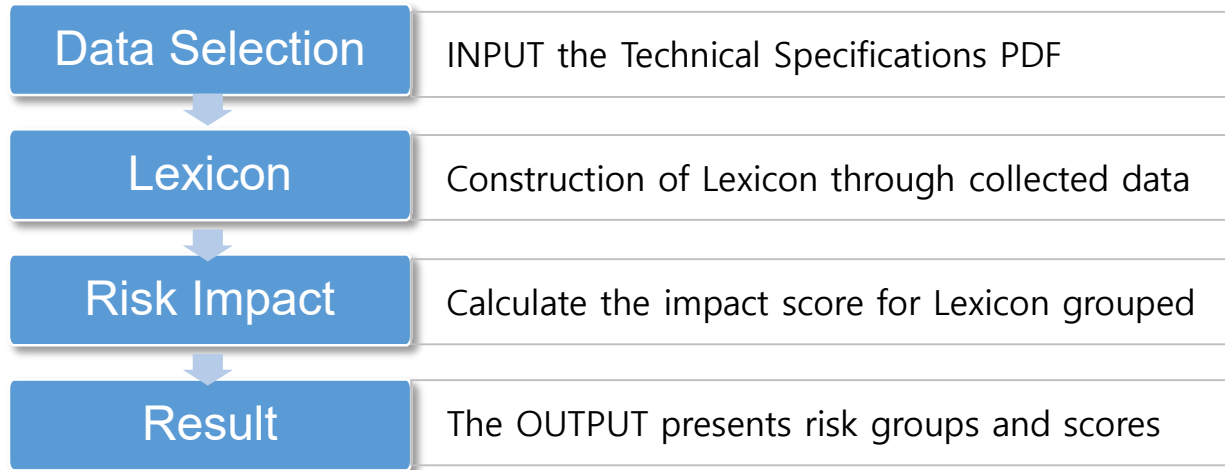 Data Selection
INPUT the Technical Specifications PDF
Lexicon
Construction of Lexicon through collected data
Risk Impact
Calculate the impact score for Lexicon grouped
Result
The OUTPUT presents risk groups and scores